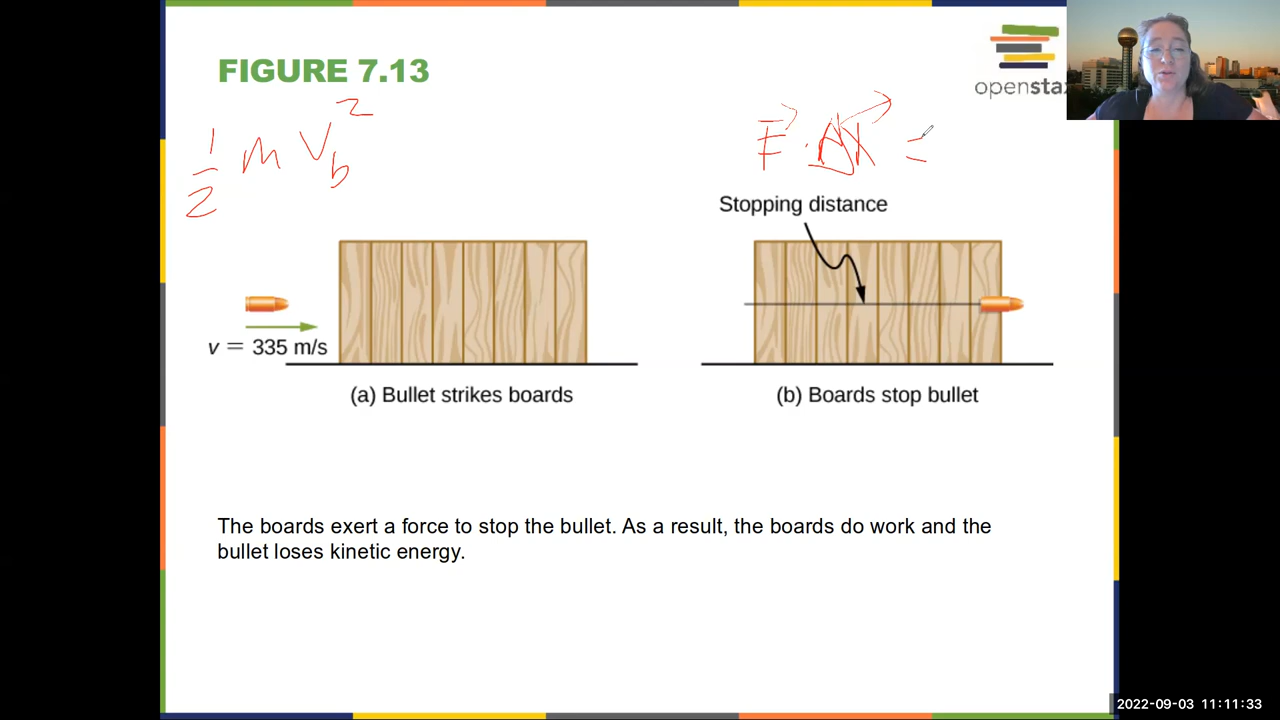 FIGURE 7.13
openstax
1/2 m v_b^2
F⃗ · Δx⃗ =
Stopping distance
v = 335 m/s
(a) Bullet strikes boards
(b) Boards stop bullet
The boards exert a force to stop the bullet. As a result, the boards do work and the
bullet loses kinetic energy.
2022-09-03 11:11:33